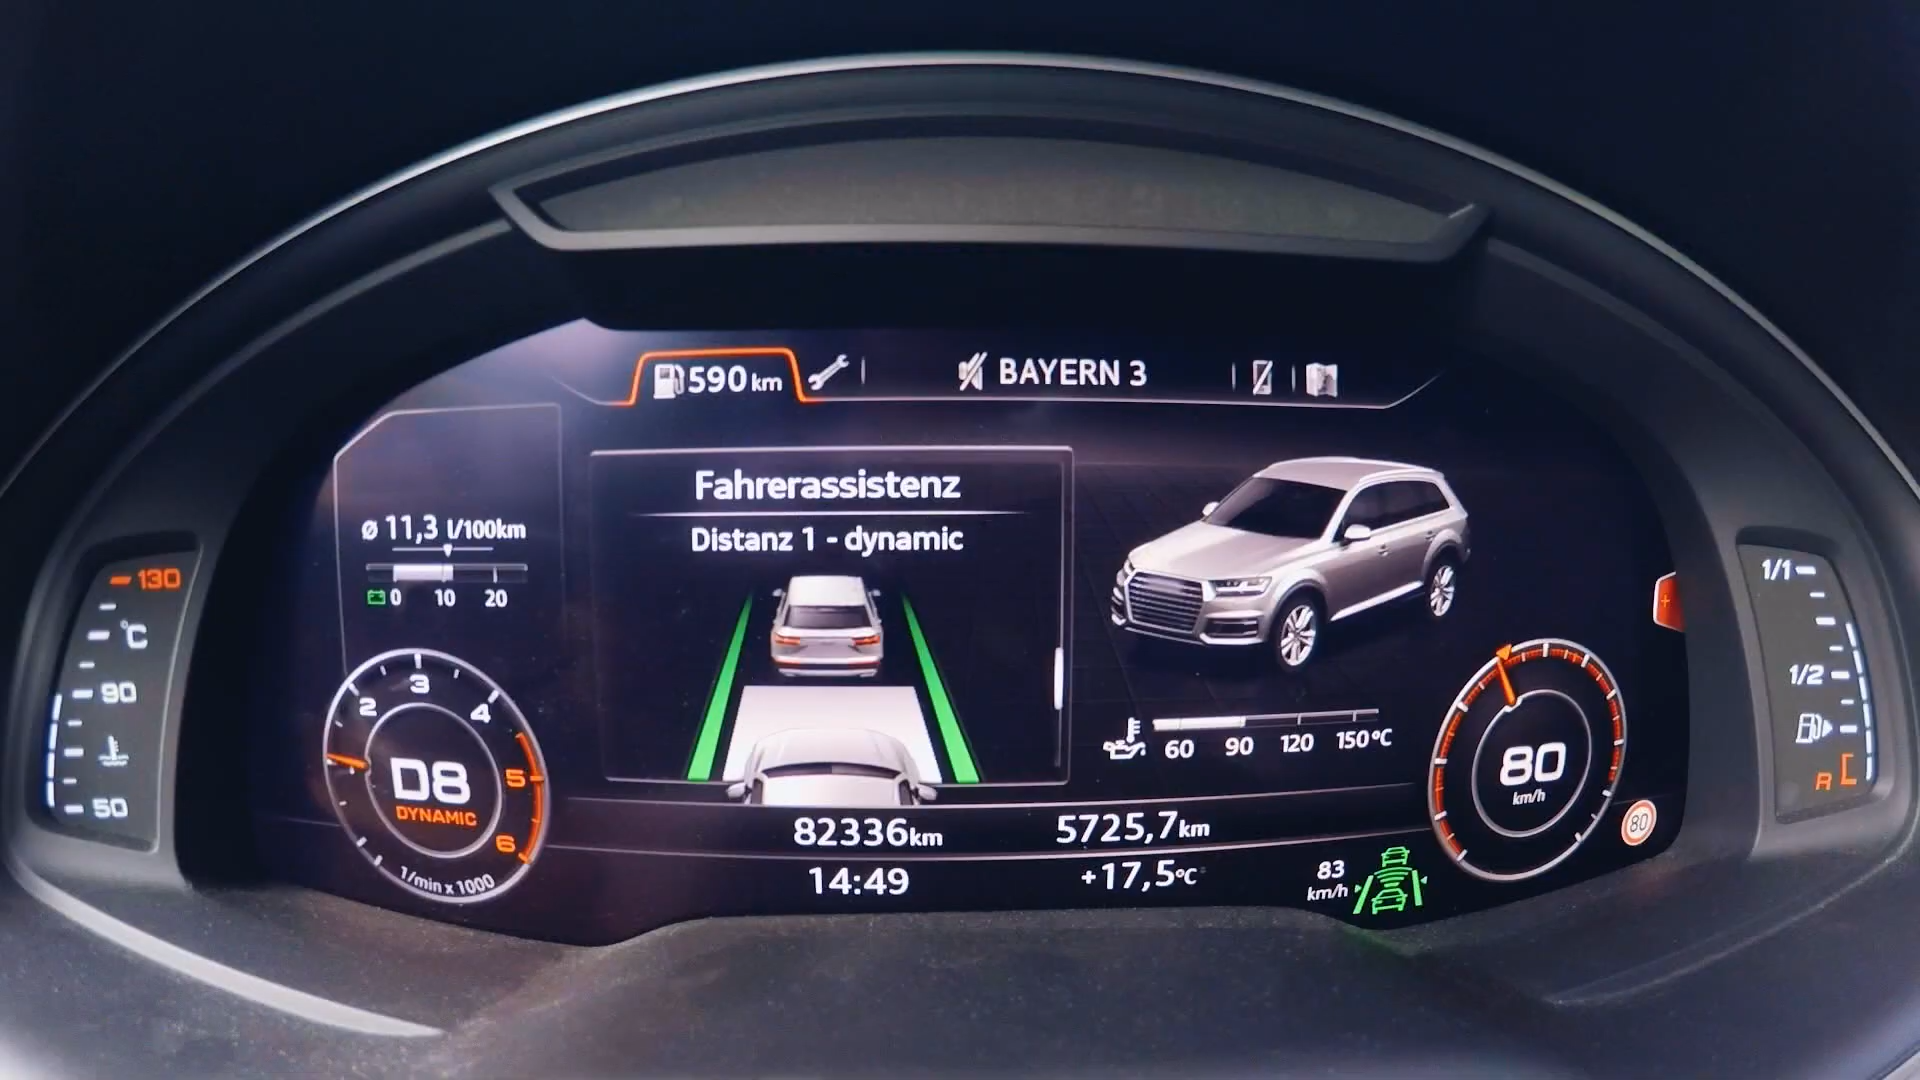 590 km
BAYERN 3
Ø 11,3 l/100km
0 10 20
Fahrerassistenz
Distanz 1 - dynamic
130
°C
90
50
1/1
1/2
R
2 3 4 5 6
D8
DYNAMIC
1/min x 1000
60 90 120 150°C
80
km/h
80
82336km
5725,7km
14:49
+17,5°C
83
km/h